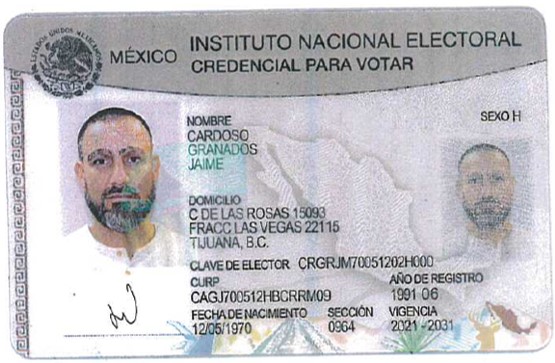 ESTADOS UNIDOS MEXICANOS
MÉXICO INSTITUTO NACIONAL ELECTORAL
CREDENCIAL PARA VOTAR
NOMBRE
CARDOSO
GRANADOS
JAIME
SEXO H
DOMICILIO
C DE LAS ROSAS 15093
FRACC LAS VEGAS 22115
TIJUANA, B.C.
CLAVE DE ELECTOR CRGRJM70051202H000
CURP
CAGJ700512HBCRRM09
AÑO DE REGISTRO
1991 06
FECHA DE NACIMIENTO
12/05/1970
SECCIÓN
0964
VIGENCIA
2021 - 2031